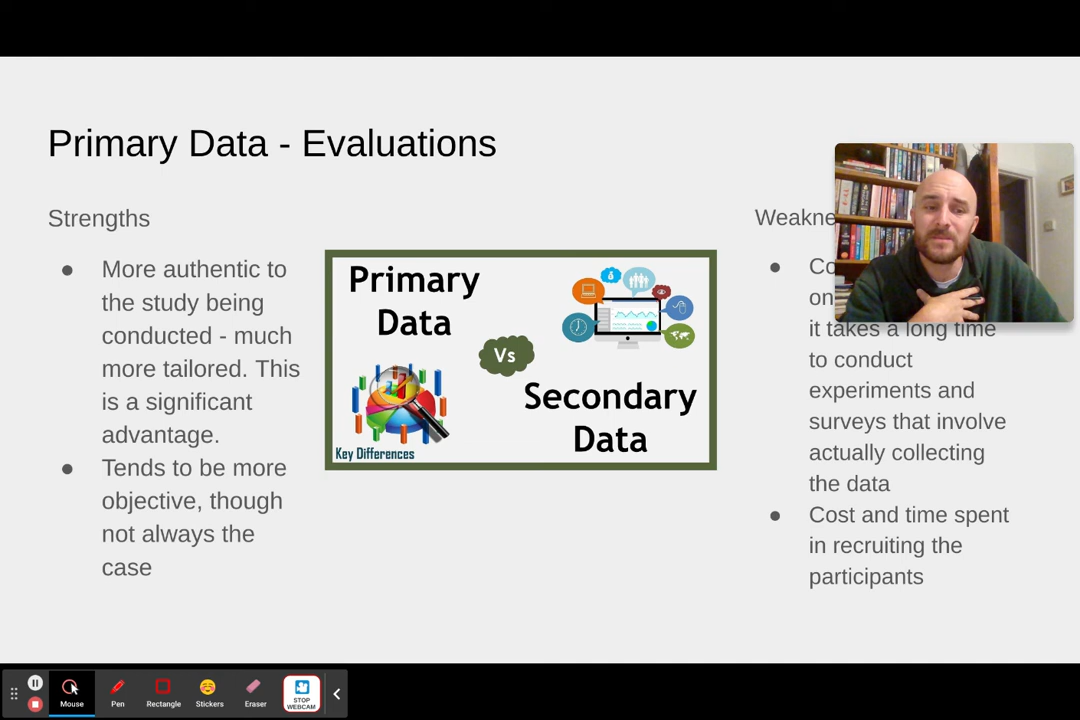 Primary Data - Evaluations
Strengths
● More authentic to
the study being
conducted - much
more tailored. This
is a significant
advantage.
● Tends to be more
objective, though
not always the
case
Primary
Data
Vs
Secondary
Data
Key Differences
●
it takes a long time
to conduct
experiments and
surveys that involve
actually collecting
the data
● Cost and time spent
in recruiting the
participants
Mouse
Pen
Rectangle
Stickers
Eraser
STOP
WEBCAM